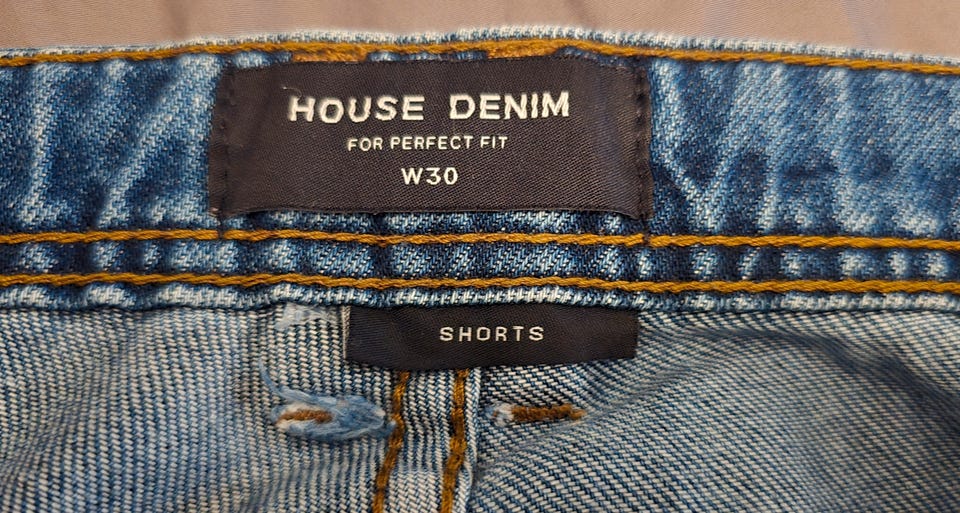 HOUSE DENIM
FOR PERFECT FIT
W30
SHORTS